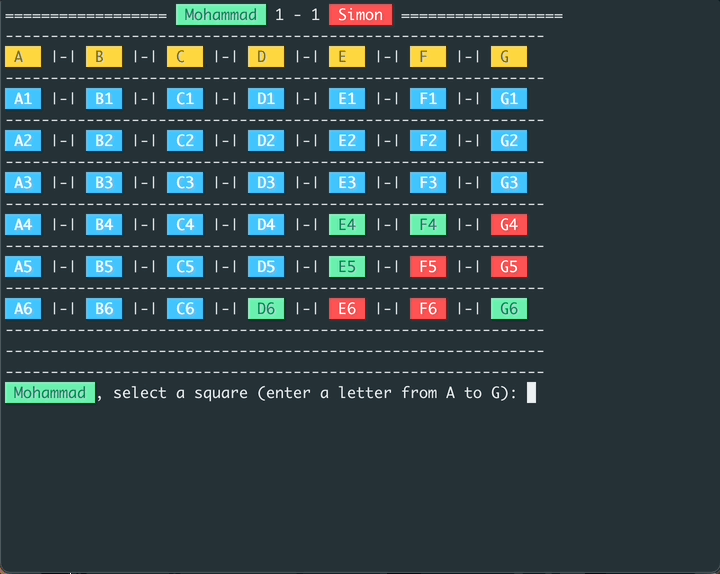 ================== Mohammad 1 - 1 Simon ==================
------------------------------------------------------------
A |-| B |-| C |-| D |-| E |-| F |-| G
------------------------------------------------------------
A1 |-| B1 |-| C1 |-| D1 |-| E1 |-| F1 |-| G1
------------------------------------------------------------
A2 |-| B2 |-| C2 |-| D2 |-| E2 |-| F2 |-| G2
------------------------------------------------------------
A3 |-| B3 |-| C3 |-| D3 |-| E3 |-| F3 |-| G3
------------------------------------------------------------
A4 |-| B4 |-| C4 |-| D4 |-| E4 |-| F4 |-| G4
------------------------------------------------------------
A5 |-| B5 |-| C5 |-| D5 |-| E5 |-| F5 |-| G5
------------------------------------------------------------
A6 |-| B6 |-| C6 |-| D6 |-| E6 |-| F6 |-| G6
------------------------------------------------------------
------------------------------------------------------------
------------------------------------------------------------
Mohammad , select a square (enter a letter from A to G):